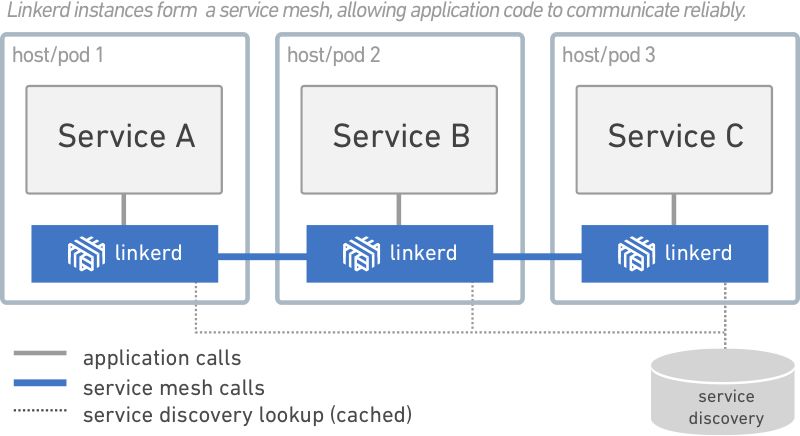 Linkerd instances form a service mesh, allowing application code to communicate reliably.
host/pod 1
host/pod 2
host/pod 3
Service A
Service B
Service C
linkerd
linkerd
linkerd
application calls
service mesh calls
service discovery lookup (cached)
service
discovery